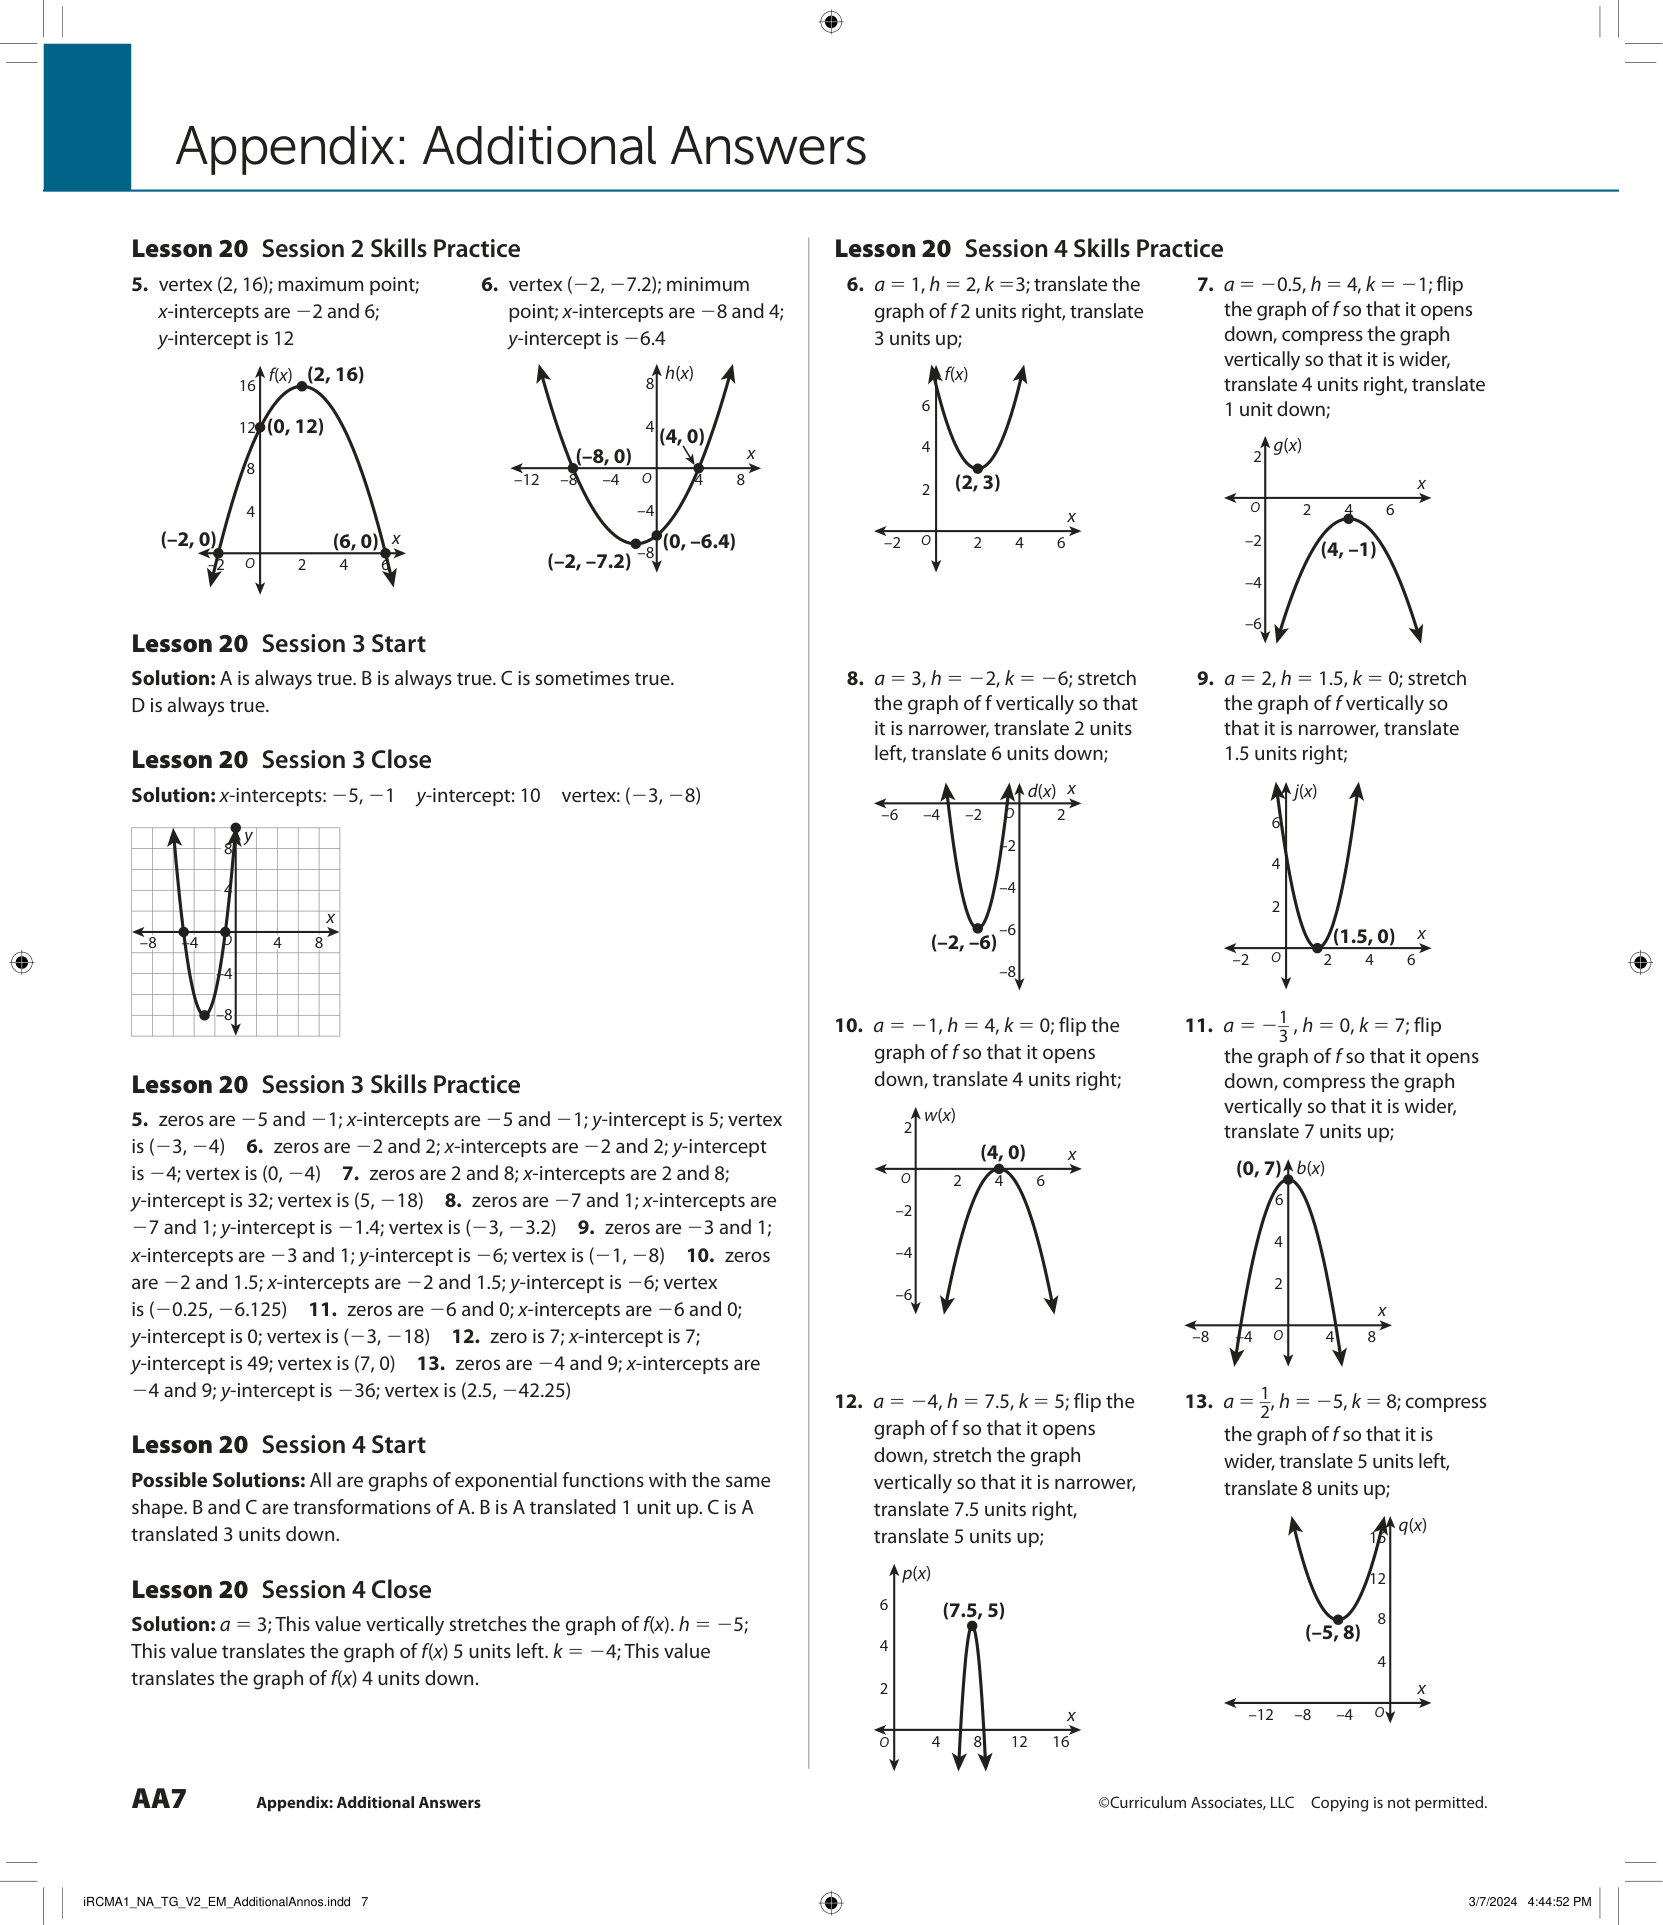 Appendix: Additional Answers
Lesson 20 Session 2 Skills Practice
5. vertex (2, 16); maximum point;
x-intercepts are −2 and 6;
y-intercept is 12
16
f(x)
(2, 16)
12
(0, 12)
8
4
(–2, 0)
(6, 0)
x
–2
O
2
4
6
6. vertex (−2, −7.2); minimum
point; x-intercepts are −8 and 4;
y-intercept is −6.4
8
h(x)
4
(4, 0)
(–8, 0)
x
–12
–8
–4
O
4
8
–4
(0, –6.4)
–8
(–2, –7.2)
Lesson 20 Session 3 Start
Solution: A is always true. B is always true. C is sometimes true.
D is always true.
Lesson 20 Session 3 Close
Solution: x-intercepts: −5, −1 y-intercept: 10 vertex: (−3, −8)
y
8
4
x
–8
–4
O
4
8
–4
–8
Lesson 20 Session 3 Skills Practice
5. zeros are −5 and −1; x-intercepts are −5 and −1; y-intercept is 5; vertex
is (−3, −4) 6. zeros are −2 and 2; x-intercepts are −2 and 2; y-intercept
is −4; vertex is (0, −4) 7. zeros are 2 and 8; x-intercepts are 2 and 8;
y-intercept is 32; vertex is (5, −18) 8. zeros are −7 and 1; x-intercepts are
−7 and 1; y-intercept is −1.4; vertex is (−3, −3.2) 9. zeros are −3 and 1;
x-intercepts are −3 and 1; y-intercept is −6; vertex is (−1, −8) 10. zeros
are −2 and 1.5; x-intercepts are −2 and 1.5; y-intercept is −6; vertex
is (−0.25, −6.125) 11. zeros are −6 and 0; x-intercepts are −6 and 0;
y-intercept is 0; vertex is (−3, −18) 12. zero is 7; x-intercept is 7;
y-intercept is 49; vertex is (7, 0) 13. zeros are −4 and 9; x-intercepts are
−4 and 9; y-intercept is −36; vertex is (2.5, −42.25)
Lesson 20 Session 4 Start
Possible Solutions: All are graphs of exponential functions with the same
shape. B and C are transformations of A. B is A translated 1 unit up. C is A
translated 3 units down.
Lesson 20 Session 4 Close
Solution: a = 3; This value vertically stretches the graph of f(x). h = −5;
This value translates the graph of f(x) 5 units left. k = −4; This value
translates the graph of f(x) 4 units down.
Lesson 20 Session 4 Skills Practice
6. a = 1, h = 2, k =3; translate the
graph of f 2 units right, translate
3 units up;
f(x)
6
4
(2, 3)
2
x
–2
O
2
4
6
7. a = −0.5, h = 4, k = −1; flip
the graph of f so that it opens
down, compress the graph
vertically so that it is wider,
translate 4 units right, translate
1 unit down;
g(x)
2
x
O
2
4
6
–2
(4, –1)
–4
–6
8. a = 3, h = −2, k = −6; stretch
the graph of f vertically so that
it is narrower, translate 2 units
left, translate 6 units down;
d(x)
x
–6
–4
–2
O
2
–2
–4
–6
(–2, –6)
–8
9. a = 2, h = 1.5, k = 0; stretch
the graph of f vertically so
that it is narrower, translate
1.5 units right;
j(x)
6
4
2
(1.5, 0)
x
–2
O
2
4
6
10. a = −1, h = 4, k = 0; flip the
graph of f so that it opens
down, translate 4 units right;
w(x)
2
(4, 0)
x
O
2
4
6
–2
–4
–6
11. a = −1/3 , h = 0, k = 7; flip
the graph of f so that it opens
down, compress the graph
vertically so that it is wider,
translate 7 units up;
(0, 7)
b(x)
6
4
2
x
–8
–4
O
4
8
12. a = −4, h = 7.5, k = 5; flip the
graph of f so that it opens
down, stretch the graph
vertically so that it is narrower,
translate 7.5 units right,
translate 5 units up;
p(x)
6
(7.5, 5)
4
2
x
O
4
8
12
16
13. a = 1/2, h = −5, k = 8; compress
the graph of f so that it is
wider, translate 5 units left,
translate 8 units up;
q(x)
16
12
8
(–5, 8)
4
x
–12
–8
–4
O
AA7 Appendix: Additional Answers
©Curriculum Associates, LLC Copying is not permitted.
iRCMA1_NA_TG_V2_EM_AdditionalAnnos.indd 7
3/7/2024 4:44:52 PM